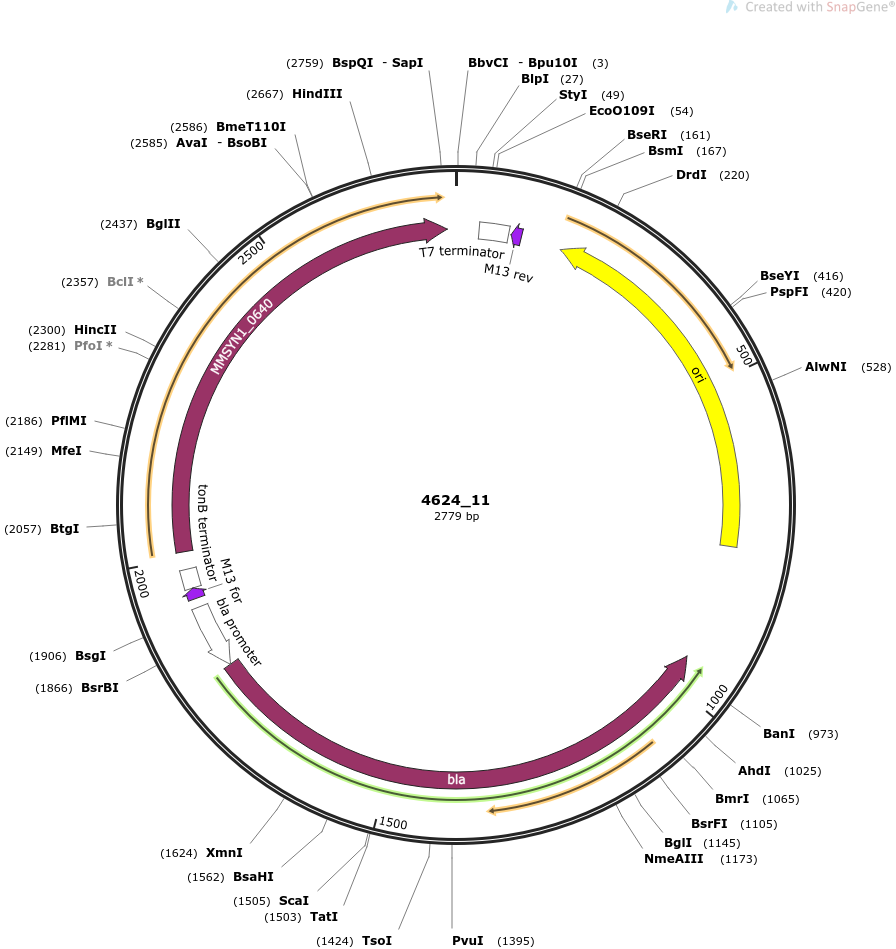 Created with SnapGene®
(2759) BspQI - SapI
BbvCI - Bpu10I (3)
BlpI (27)
(2667) HindIII
StyI (49)
EcoO109I (54)
(2586) BmeT110I
(2585) AvaI - BsoBI
BseRI (161)
BsmI (167)
DrdI (220)
(2437) BglII
2500
T7 terminator
M13 rev
(2357) BclI *
BseYI (416)
PspFI (420)
(2300) HincII
(2281) PfoI *
MMSYN1_0640
500
AlwNI (528)
ori
(2186) PflMI
(2149) MfeI
4624_11
2779 bp
(2057) BtgI
tonB terminator
2000
M13 for
bla promoter
(1906) BsgI
(1866) BsrBI
1000
BanI (973)
AhdI (1025)
bla
BmrI (1065)
1500
BsrFI (1105)
BglI (1145)
NmeAIII (1173)
(1624) XmnI
(1562) BsaHI
(1505) ScaI
(1503) TatI
(1424) TsoI
PvuI (1395)